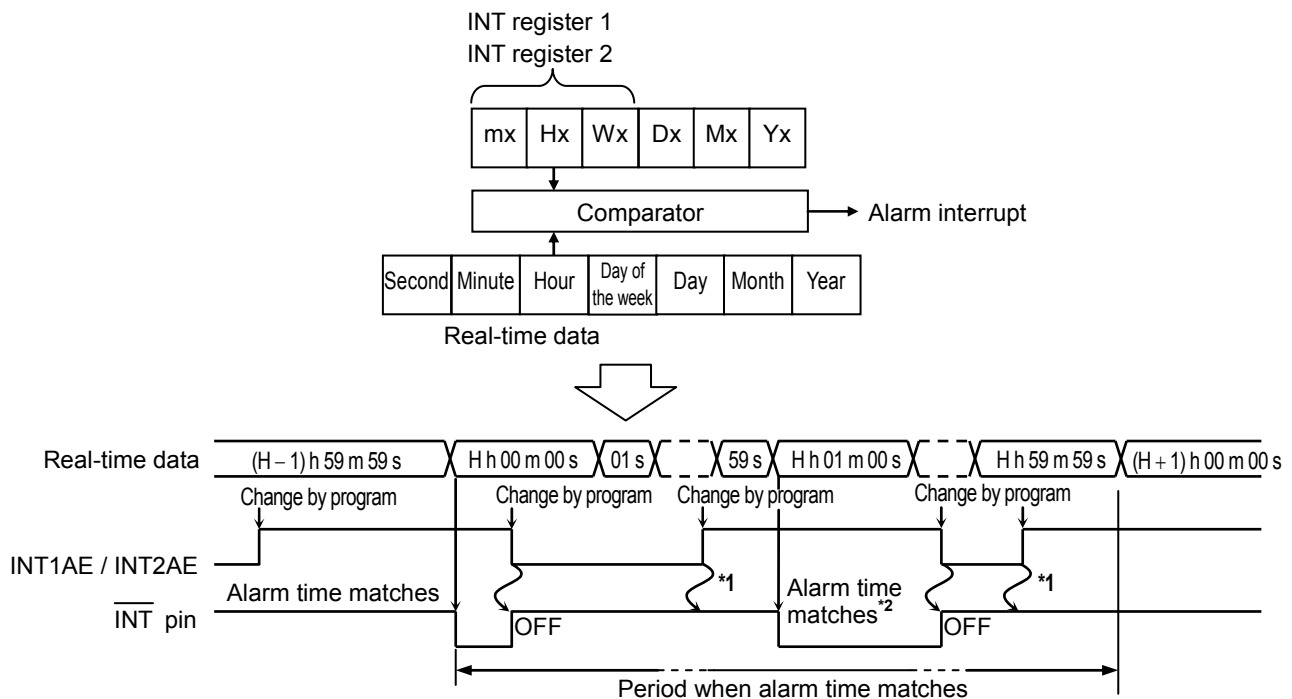 INT register 1
INT register 2
mx Hx Wx Dx Mx Yx
Comparator
Alarm interrupt
Second Minute Hour Day of the week Day Month Year
Real-time data
Real-time data (H − 1) h 59 m 59 s H h 00 m 00 s 01 s 59 s H h 01 m 00 s H h 59 m 59 s (H + 1) h 00 m 00 s
Change by program Change by program Change by program Change by program
INT1AE / INT2AE
*1 *1
Alarm time matches
Alarm time
matches*2
INT pin
OFF OFF
Period when alarm time matches